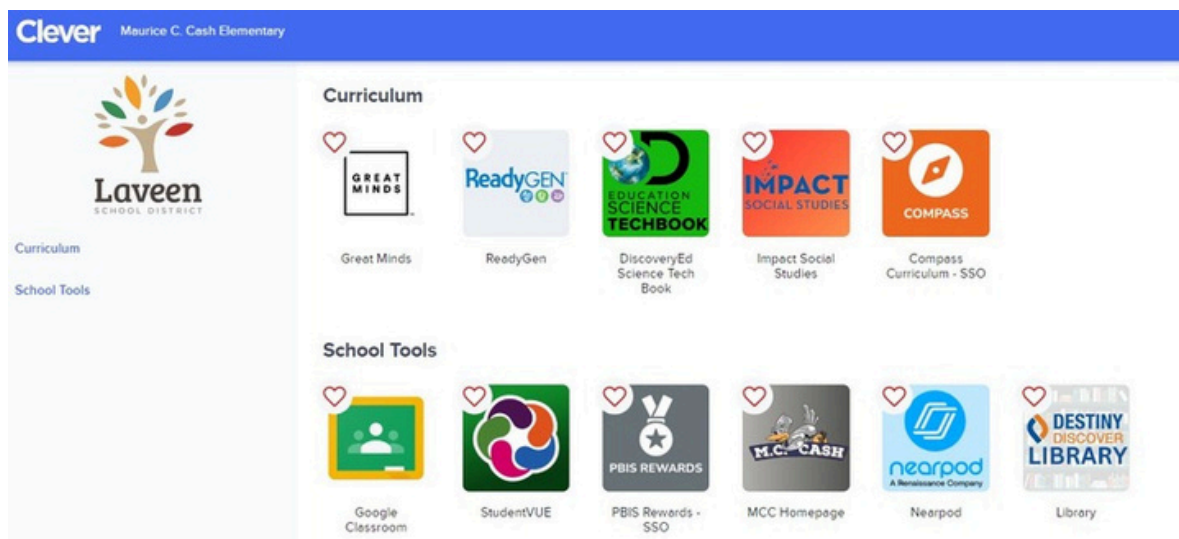 Clever Maurice C. Cash Elementary
Laveen
SCHOOL DISTRICT
Curriculum
School Tools
Curriculum
GREAT
MINDS
Great Minds
ReadyGEN
ReadyGen
EDUCATION
SCIENCE
TECHBOOK
DiscoveryEd
Science Tech
Book
IMPACT
SOCIAL STUDIES
Impact Social
Studies
COMPASS
Compass
Curriculum - SSO
School Tools
Google
Classroom
StudentVUE
PBIS REWARDS
PBIS Rewards -
SSO
M.C. CASH
MCC Homepage
nearpod
A Renaissance Company
Nearpod
DESTINY
DISCOVER
LIBRARY
Library